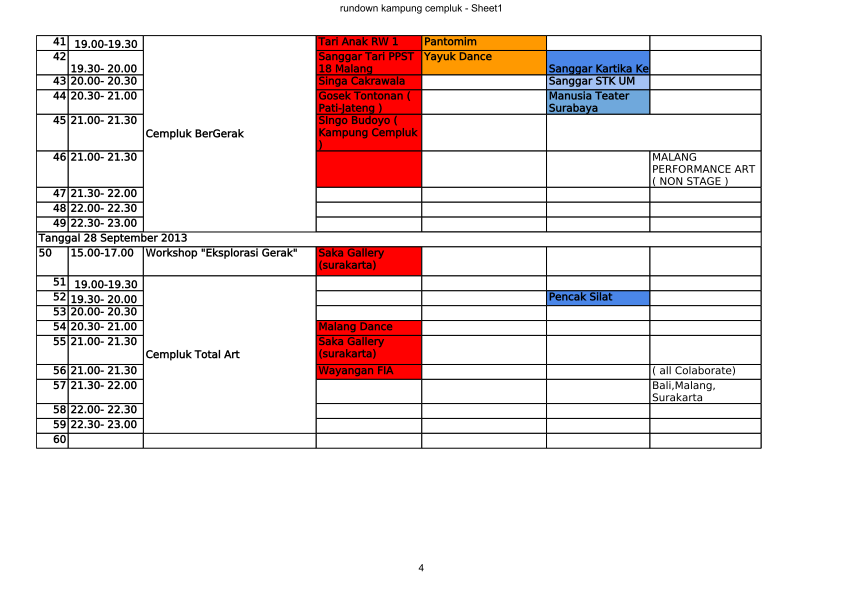 rundown kampung cempluk - Sheet1
41 19.00-19.30 Tari Anak RW 1 Pantomim
42 19.30- 20.00 Sanggar Tari PPST Yayuk Dance
18 Malang Sanggar Kartika Ke
43 20.00- 20.30 Singa Cakrawala Sanggar STK UM
44 20.30- 21.00 Gosek Tontonan ( Manusia Teater
Pati-Jateng ) Surabaya
45 21.00- 21.30 Singo Budoyo (
Cempluk BerGerak Kampung Cempluk
)
46 21.00- 21.30 MALANG
PERFORMANCE ART
( NON STAGE )
47 21.30- 22.00
48 22.00- 22.30
49 22.30- 23.00
Tanggal 28 September 2013
50 15.00-17.00 Workshop "Eksplorasi Gerak" Saka Gallery
(surakarta)
51 19.00-19.30
52 19.30- 20.00 Pencak Silat
53 20.00- 20.30
54 20.30- 21.00 Malang Dance
55 21.00- 21.30 Saka Gallery
Cempluk Total Art (surakarta)
56 21.00- 21.30 Wayangan FIA ( all Colaborate)
57 21.30- 22.00 Bali,Malang,
Surakarta
58 22.00- 22.30
59 22.30- 23.00
60
4